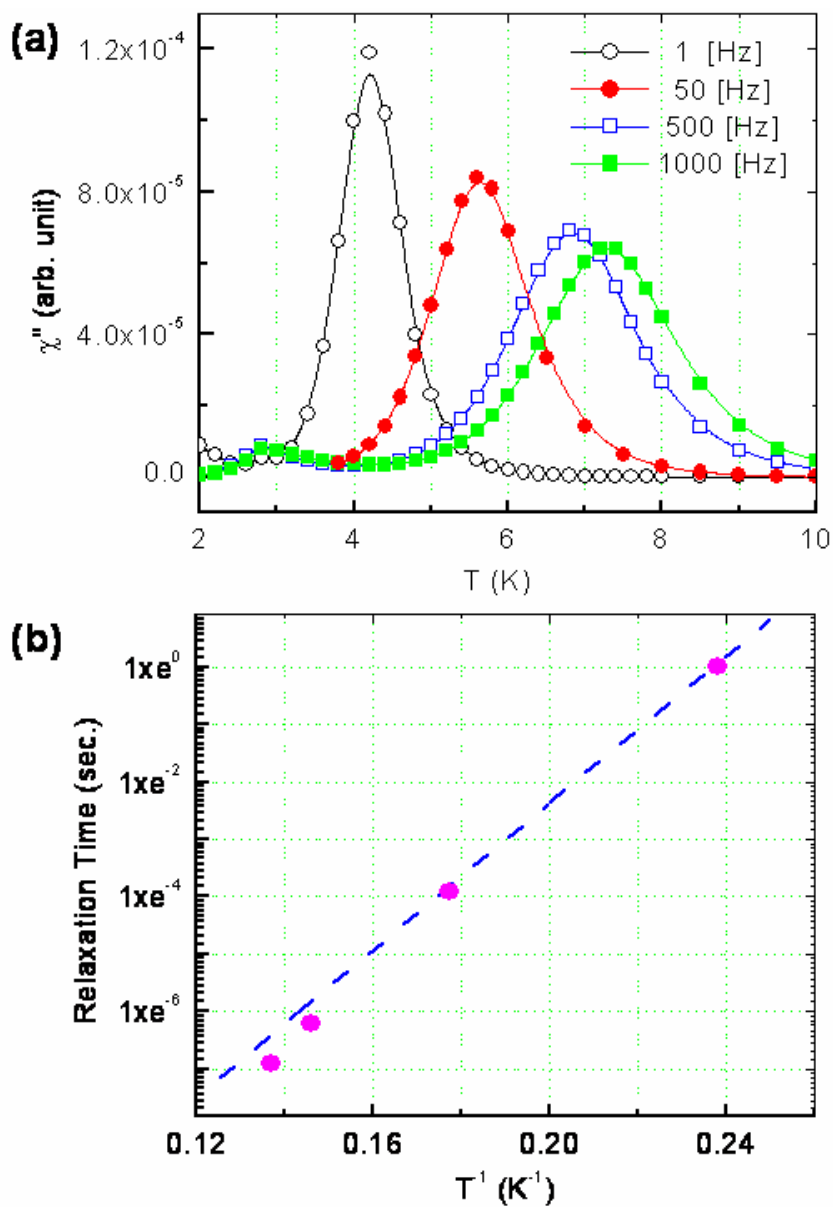 (a)
1.2x10⁻⁴
8.0x10⁻⁵
4.0x10⁻⁵
0.0
χ" (arb. unit)
1 [Hz]
50 [Hz]
500 [Hz]
1000 [Hz]
2 4 6 8 10
T (K)
(b)
1xe⁰
1xe⁻²
1xe⁻⁴
1xe⁻⁶
Relaxation Time (sec.)
0.12 0.16 0.20 0.24
T⁻¹ (K⁻¹)